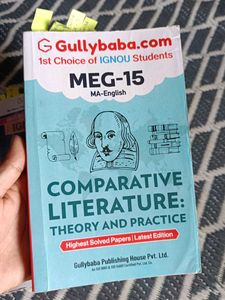 Gullybaba.com
1st Choice of IGNOU Students
MEG-15
MA-English
COMPARATIVE
LITERATURE:
THEORY AND PRACTICE
Highest Solved Papers | Latest Edition
Gullybaba Publishing House Pvt. Ltd.